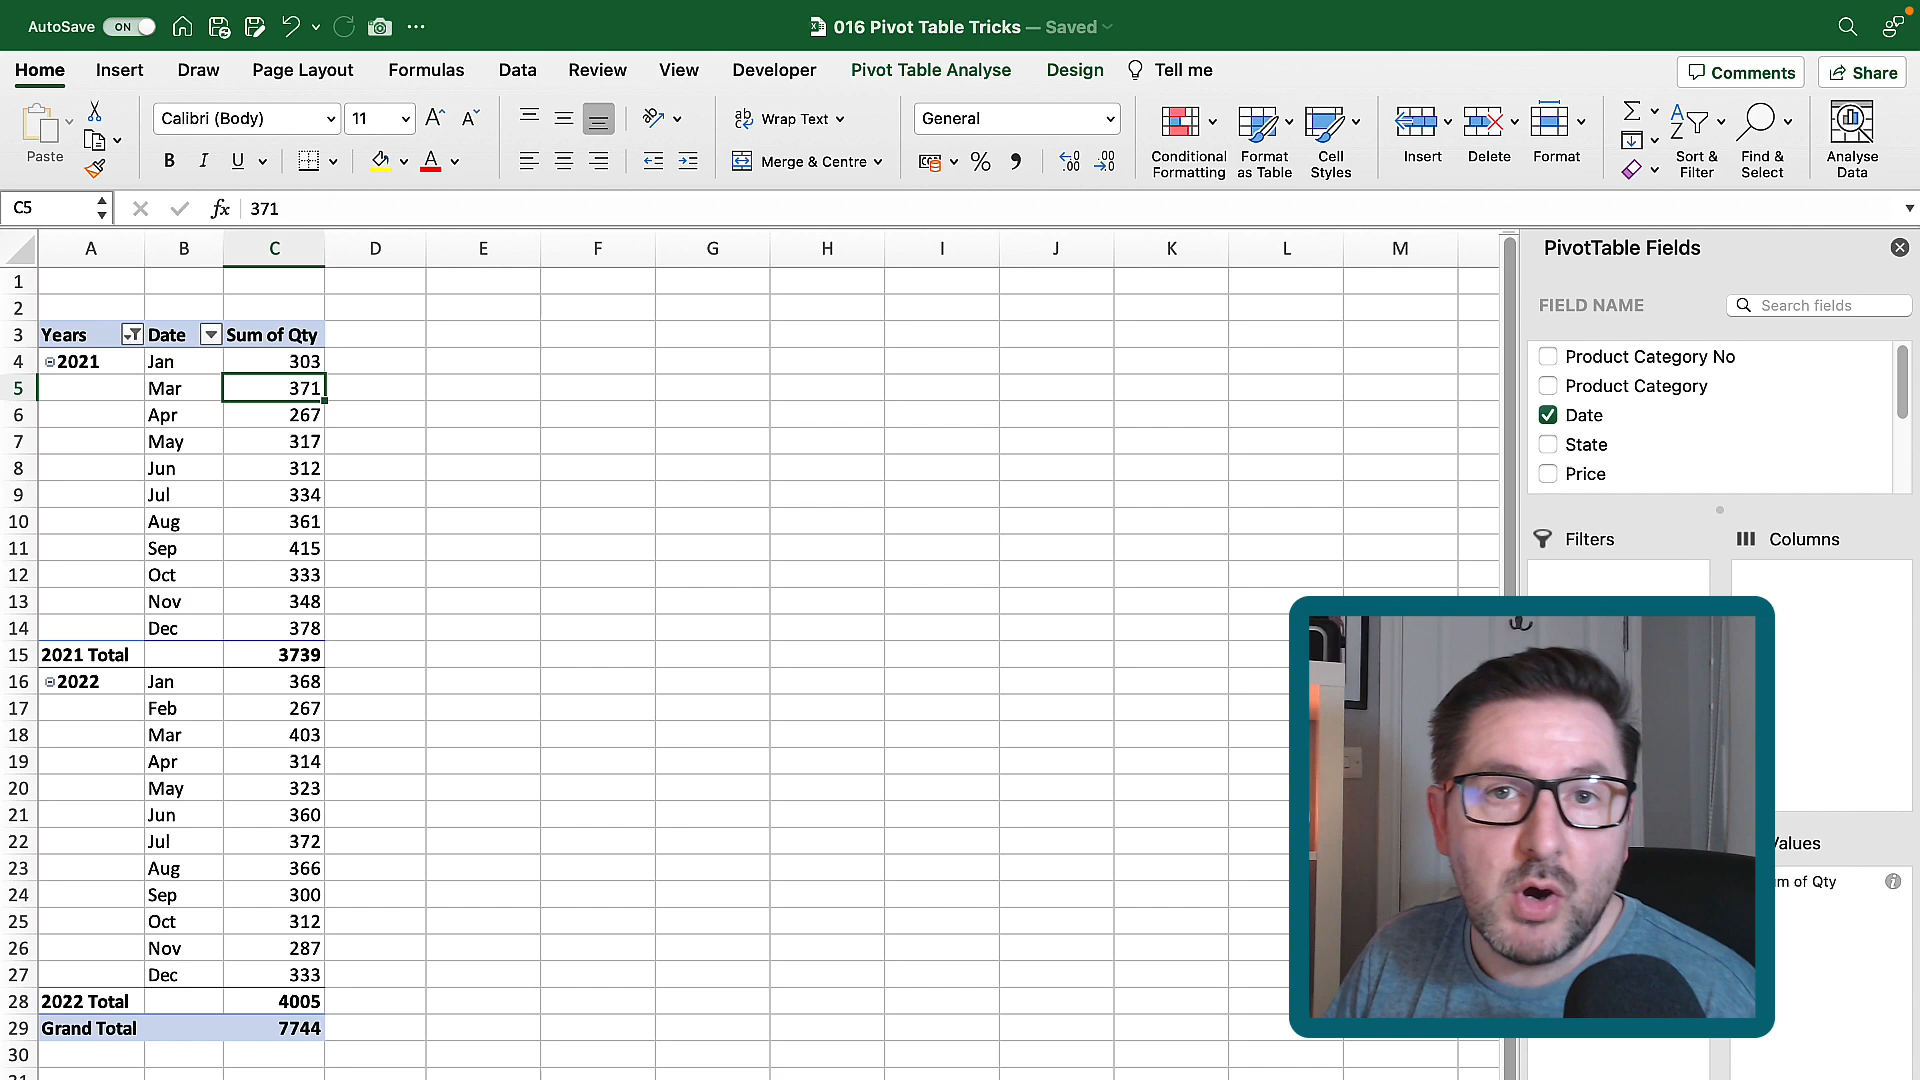 AutoSave ON 016 Pivot Table Tricks — Saved
Home Insert Draw Page Layout Formulas Data Review View Developer Pivot Table Analyse Design Tell me Comments Share
Paste
Calibri (Body) 11
B I U A
Wrap Text
Merge & Centre
General
%
Conditional Formatting
Format as Table
Cell Styles
Insert
Delete
Format
Sort & Filter
Find & Select
Analyse Data
C5 fx 371
A B C D E F G H I J K L M
1
2
3 Years Date Sum of Qty
4 2021 Jan 303
5 Mar 371
6 Apr 267
7 May 317
8 Jun 312
9 Jul 334
10 Aug 361
11 Sep 415
12 Oct 333
13 Nov 348
14 Dec 378
15 2021 Total 3739
16 2022 Jan 368
17 Feb 267
18 Mar 403
19 Apr 314
20 May 323
21 Jun 360
22 Jul 372
23 Aug 366
24 Sep 300
25 Oct 312
26 Nov 287
27 Dec 333
28 2022 Total 4005
29 Grand Total 7744
30
PivotTable Fields
FIELD NAME Search fields
Product Category No
Product Category
Date
State
Price
Filters Columns
Values
m of Qty